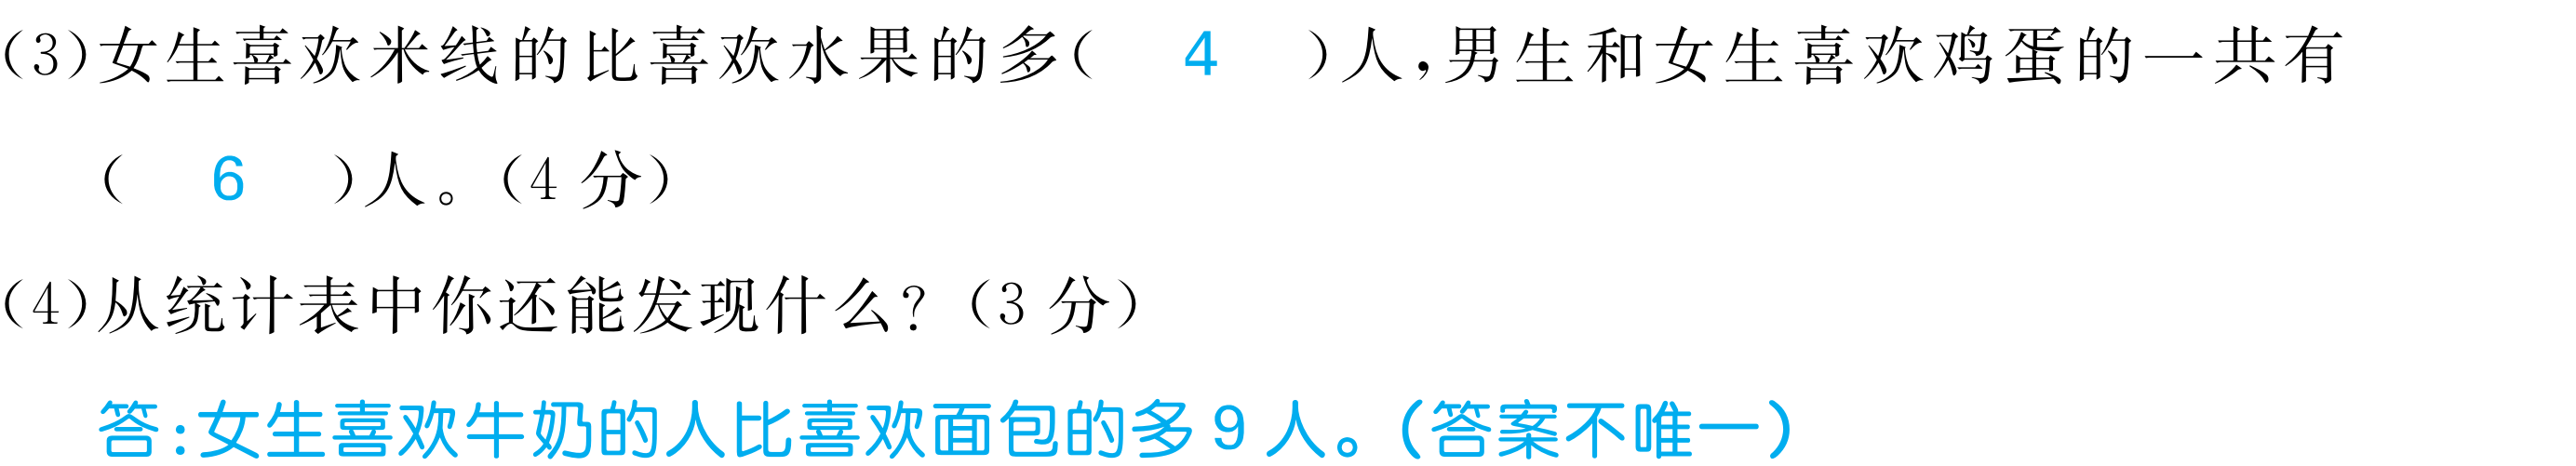 (3)女生喜欢米线的比喜欢水果的多( 4 )人,男生和女生喜欢鸡蛋的一共有
( 6 )人。(4 分)
(4)从统计表中你还能发现什么?(3 分)
答:女生喜欢牛奶的人比喜欢面包的多 9 人。(答案不唯一)